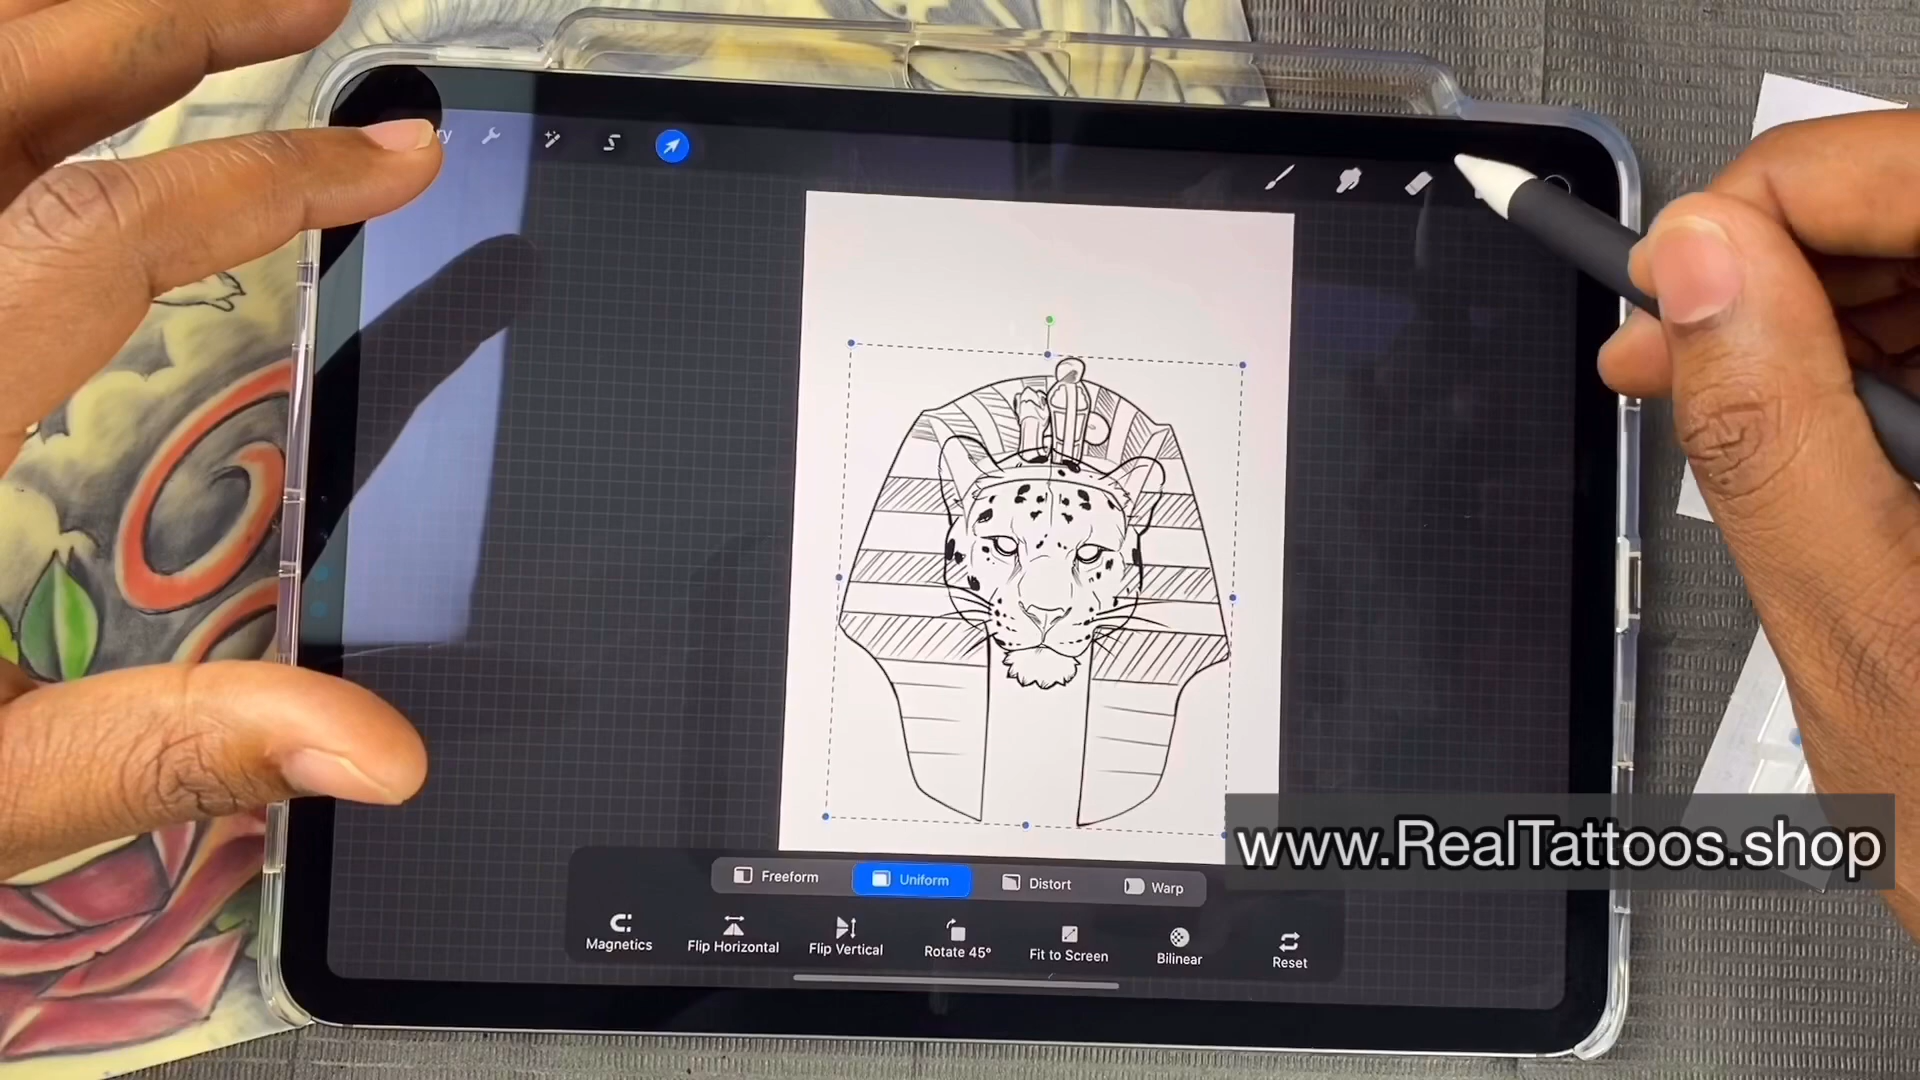 ry
www.RealTattoos.shop
Freeform
Uniform
Distort
Warp
Magnetics
Flip Horizontal
Flip Vertical
Rotate 45°
Fit to Screen
Bilinear
Reset